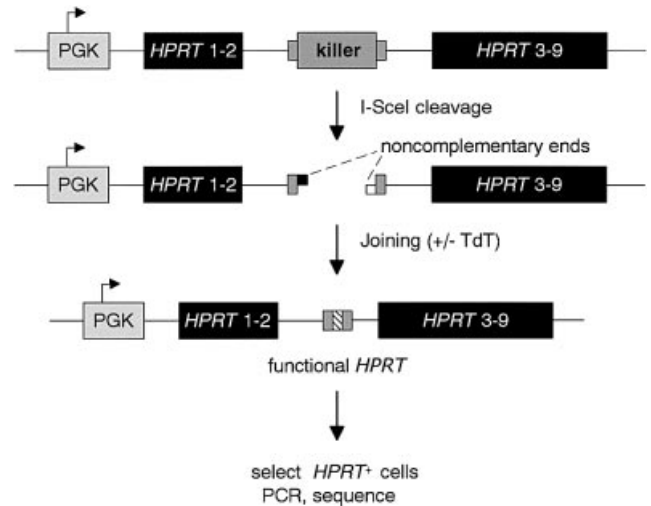 PGK HPRT 1-2 killer HPRT 3-9
I-SceI cleavage
noncomplementary ends
PGK HPRT 1-2 HPRT 3-9
Joining (+/- TdT)
PGK HPRT 1-2 HPRT 3-9
functional HPRT
select HPRT+ cells
PCR, sequence